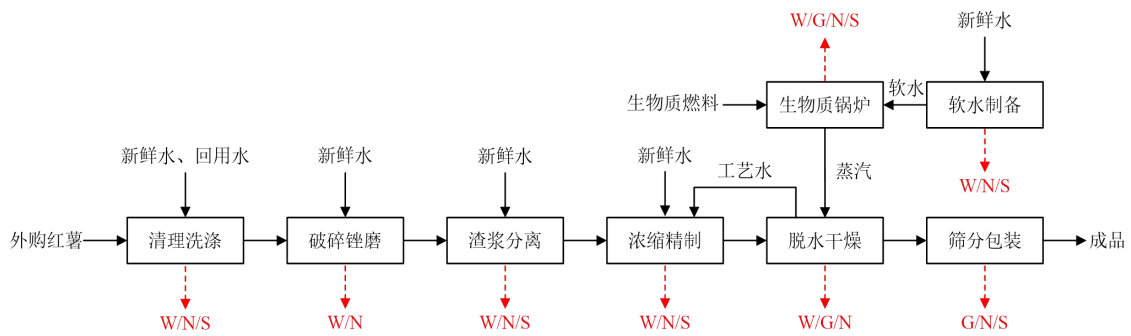 W/G/N/S
新鲜水
生物质燃料
生物质锅炉
软水
软水制备
新鲜水、回用水
新鲜水
新鲜水
新鲜水
工艺水
蒸汽
W/N/S
外购红薯
清理洗涤
破碎锉磨
渣浆分离
浓缩精制
脱水干燥
筛分包装
成品
W/N/S
W/N
W/N/S
W/N/S
W/G/N
G/N/S